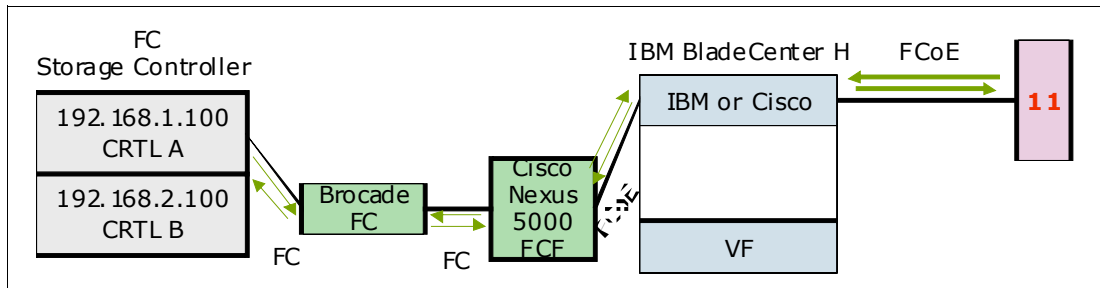 FC
Storage Controller
192.168.1.100
CRTL A
192.168.2.100
CRTL B
FC
Brocade
FC
FC
Cisco
Nexus
5000
FCF
IBM BladeCenter H
IBM or Cisco
VF
FCoE
11